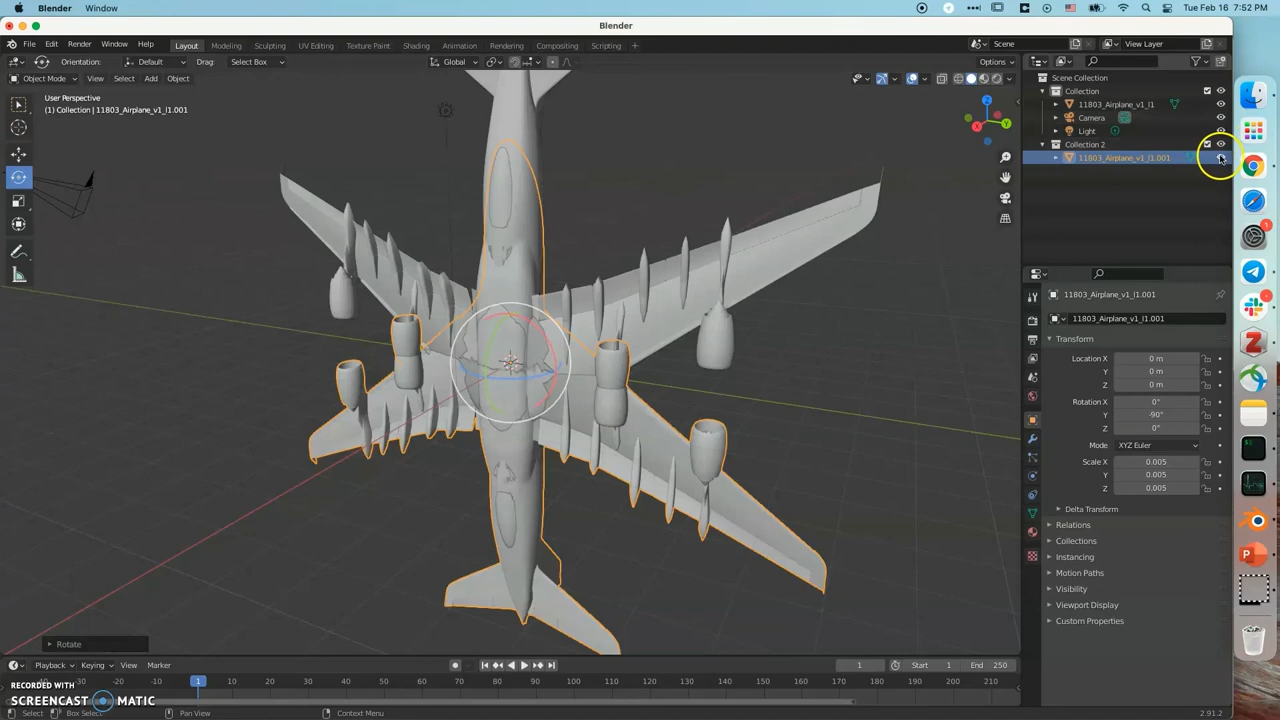 Blender Window Tue Feb 16 7:52 PM
Blender
File Edit Render Window Help Layout Modeling Sculpting UV Editing Texture Paint Shading Animation Rendering Compositing Scripting + Scene View Layer
Orientation: Default Drag: Select Box Global Options
Object Mode View Select Add Object
User Perspective
(1) Collection | 11803_Airplane_v1_l1.001
X Y Z
Scene Collection
Collection
11803_Airplane_v1_l1
Camera
Light
Collection 2
11803_Airplane_v1_l1.001
11803_Airplane_v1_l1.001
11803_Airplane_v1_l1.001
Transform
Location X 0 m
Y 0 m
Z 0 m
Rotation X 0°
Y -90°
Z 0°
Mode XYZ Euler
Scale X 0.005
Y 0.005
Z 0.005
Delta Transform
Relations
Collections
Instancing
Motion Paths
Visibility
Viewport Display
Custom Properties
Rotate
Playback Keying View Marker 1 Start 1 End 250
1 10 20 30 40 50 60 70 80 90 100 110 120 130 140 150 160 170 180 190 200 210
RECORDED WITH
SCREENCAST MATIC
Select Box Select Pan View Context Menu 2.91.2